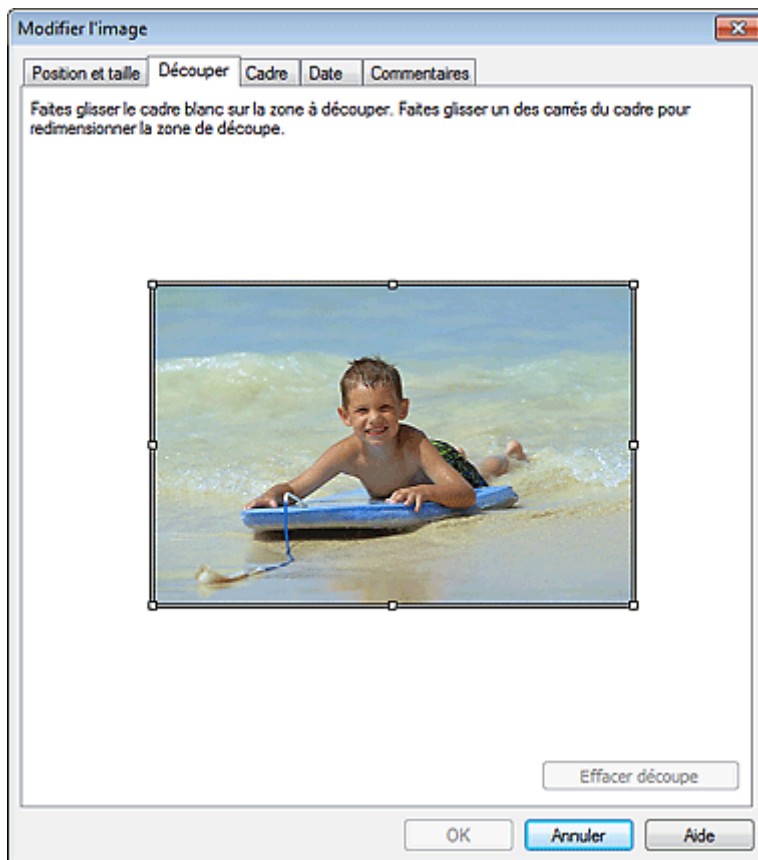 Modifier l'image
Position et taille
Découper
Cadre
Date
Commentaires
Faites glisser le cadre blanc sur la zone à découper. Faites glisser un des carrés du cadre pour
redimensionner la zone de découpe.
Effacer découpe
OK
Annuler
Aide